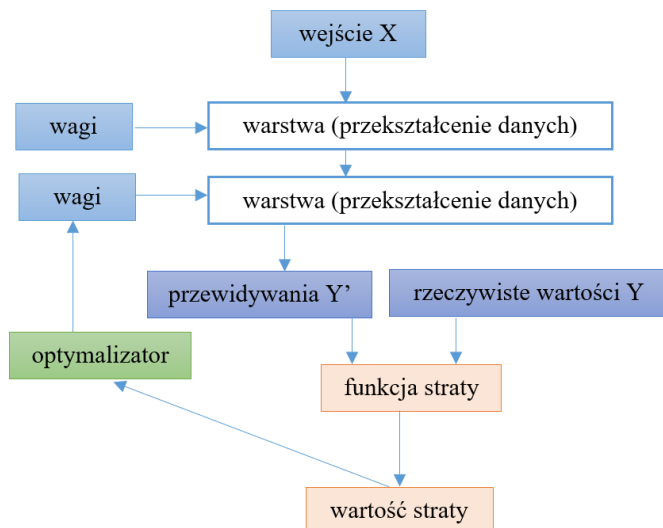 wejście X
wagi
warstwa (przekształcenie danych)
wagi
warstwa (przekształcenie danych)
przewidywania Y’
rzeczywiste wartości Y
optymalizator
funkcja straty
wartość straty